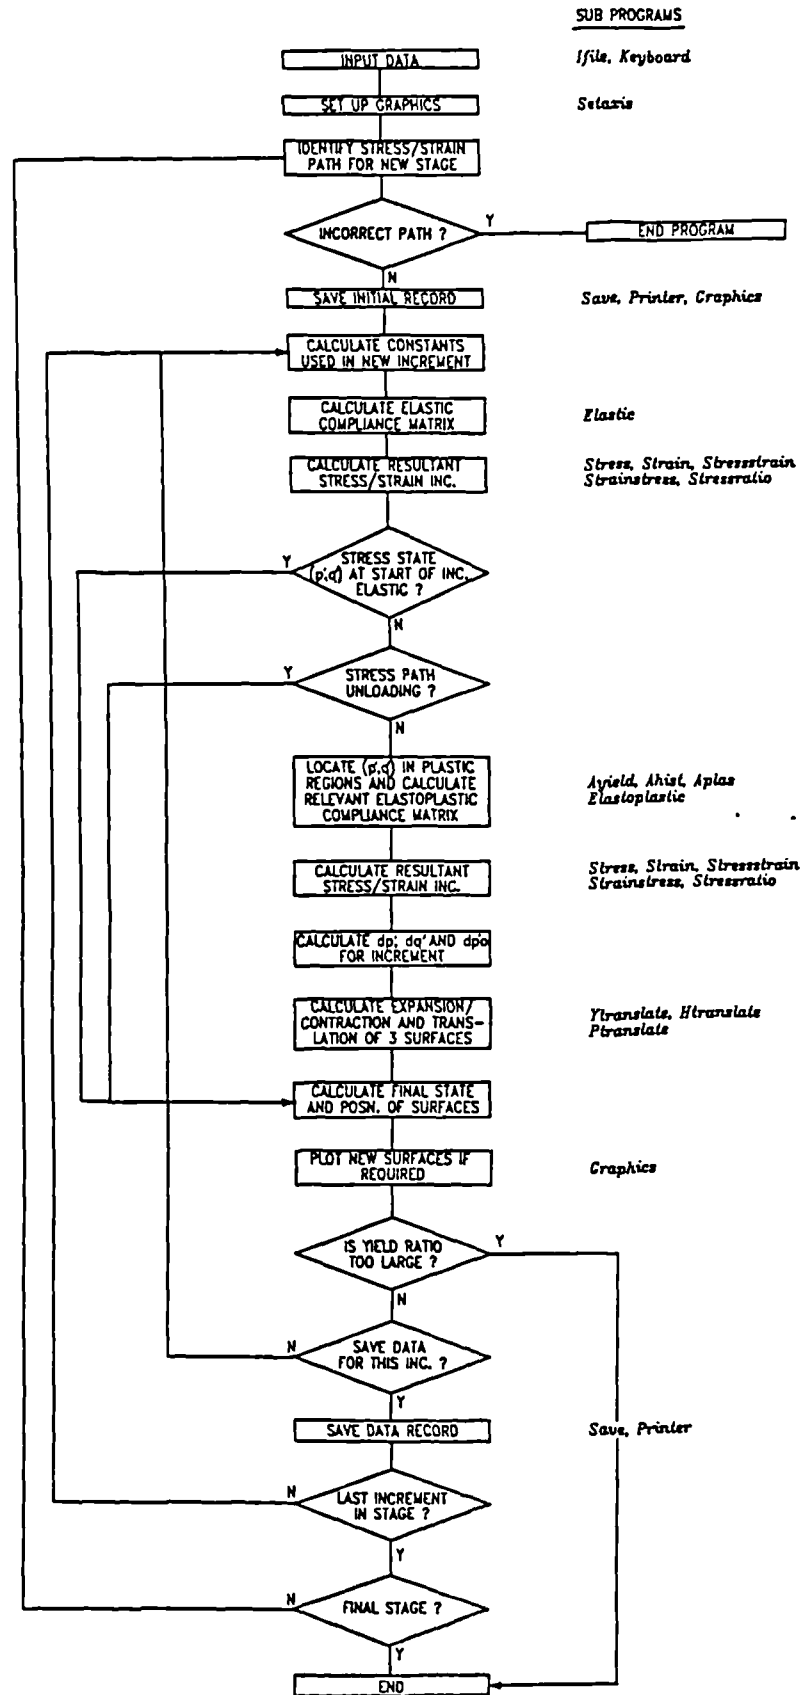 SUB PROGRAMS
INPUT DATA
Ifile, Keyboard
SET UP GRAPHICS
Setaxis
IDENTIFY STRESS/STRAIN
PATH FOR NEW STAGE
INCORRECT PATH ?
Y
END PROGRAM
N
SAVE INITIAL RECORD
Save, Printer, Graphics
CALCULATE CONSTANTS
USED IN NEW INCREMENT
CALCULATE ELASTIC
COMPLIANCE MATRIX
Elastic
CALCULATE RESULTANT
STRESS/STRAIN INC.
Stress, Strain, Stressstrain
Strainstress, Stressratio
Y
STRESS STATE
(p',q') AT START OF INC.
ELASTIC ?
N
Y
STRESS PATH
UNLOADING ?
N
LOCATE (p',q') IN PLASTIC
REGIONS AND CALCULATE
RELEVANT ELASTOPLASTIC
COMPLIANCE MATRIX
Ayield, Ahist, Aplas
Elastoplastic
CALCULATE RESULTANT
STRESS/STRAIN INC.
Stress, Strain, Stressstrain
Strainstress, Stressratio
CALCULATE dp', dq' AND dp'o
FOR INCREMENT
CALCULATE EXPANSION/
CONTRACTION AND TRANS-
LATION OF 3 SURFACES
Ytranslate, Htranslate
Ptranslate
CALCULATE FINAL STATE
AND POSN. OF SURFACES
PLOT NEW SURFACES IF
REQUIRED
Graphics
IS YIELD RATIO
TOO LARGE ?
Y
N
N
SAVE DATA
FOR THIS INC. ?
Y
SAVE DATA RECORD
Save, Printer
N
LAST INCREMENT
IN STAGE ?
Y
N
FINAL STAGE ?
Y
END